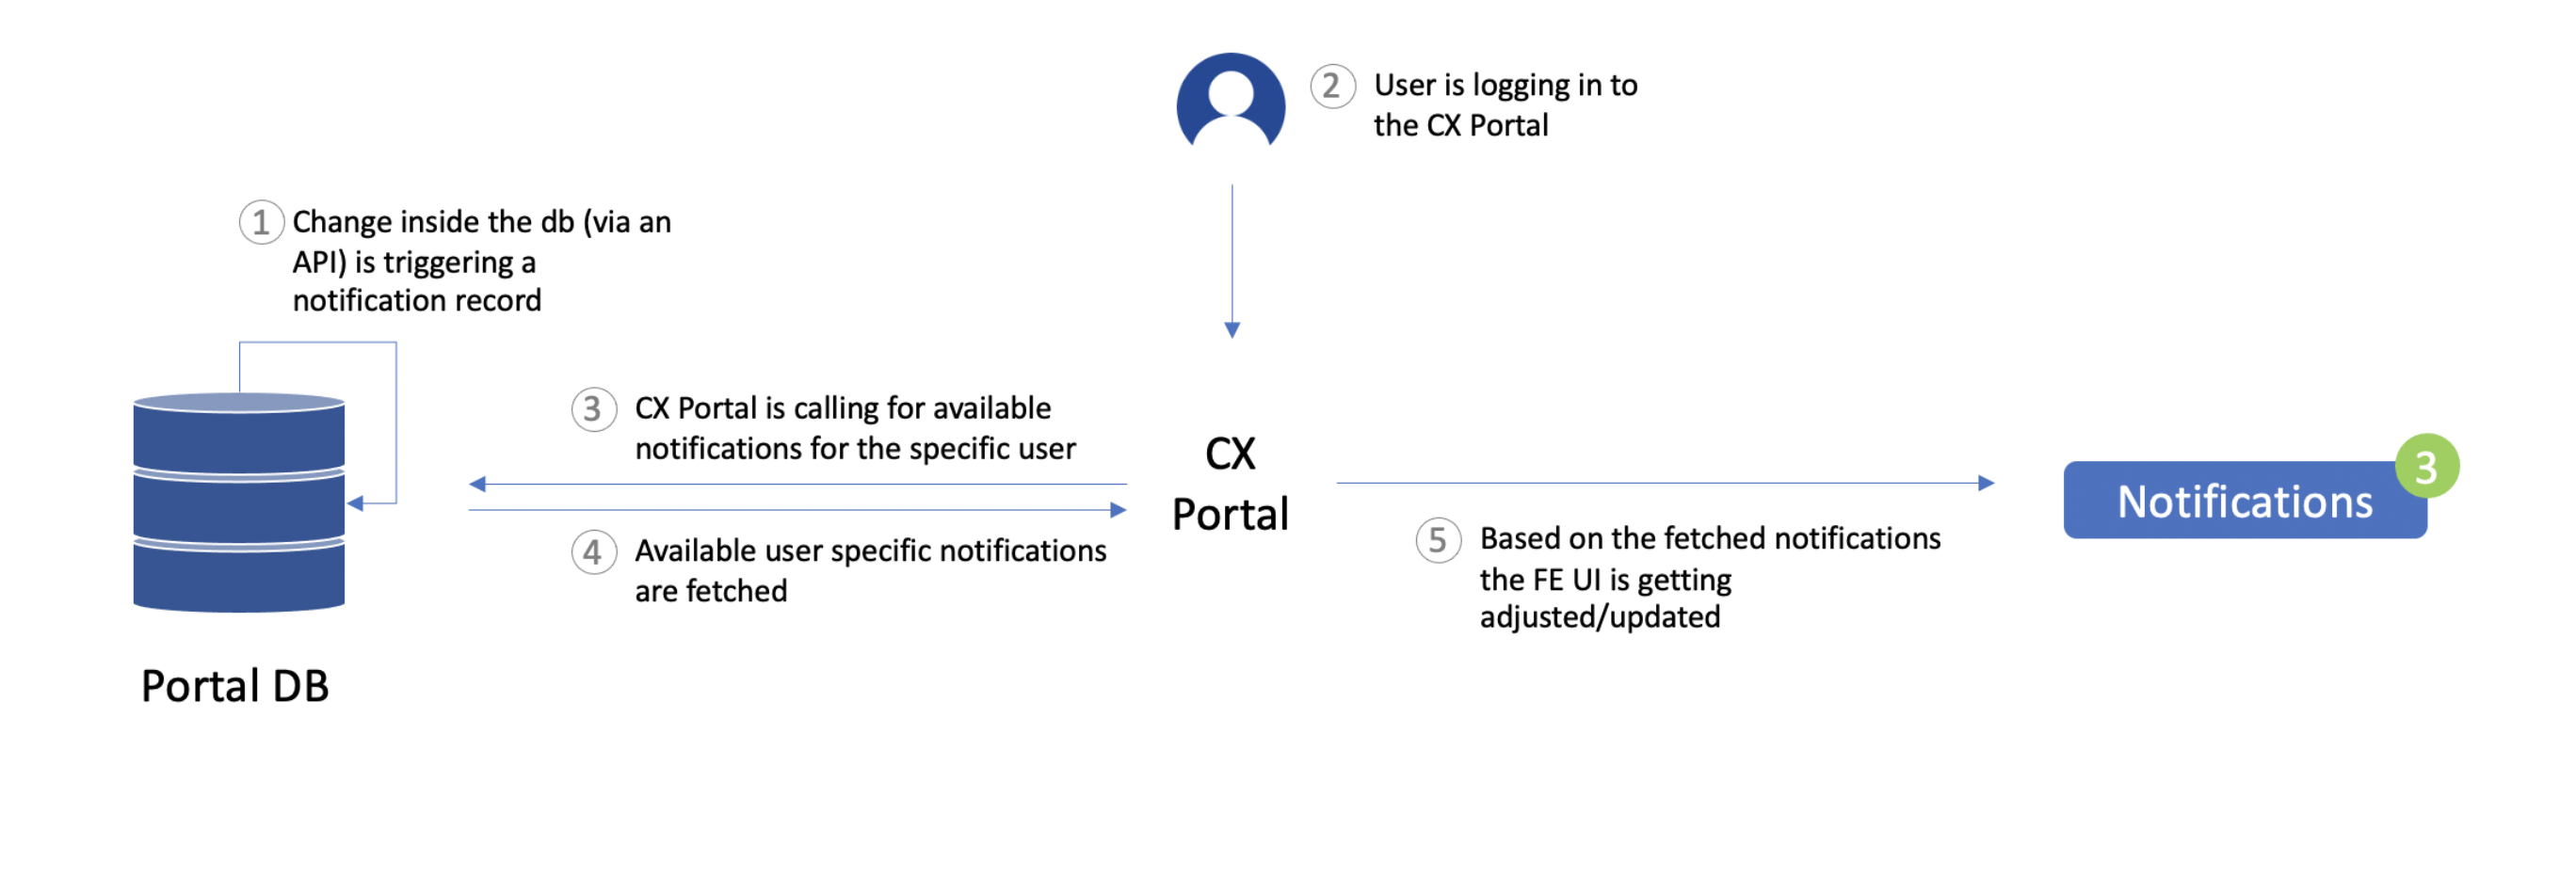 2 User is logging in to
the CX Portal
1 Change inside the db (via an
API) is triggering a
notification record
3 CX Portal is calling for available
notifications for the specific user
4 Available user specific notifications
are fetched
CX
Portal
5 Based on the fetched notifications
the FE UI is getting
adjusted/updated
Notifications 3
Portal DB